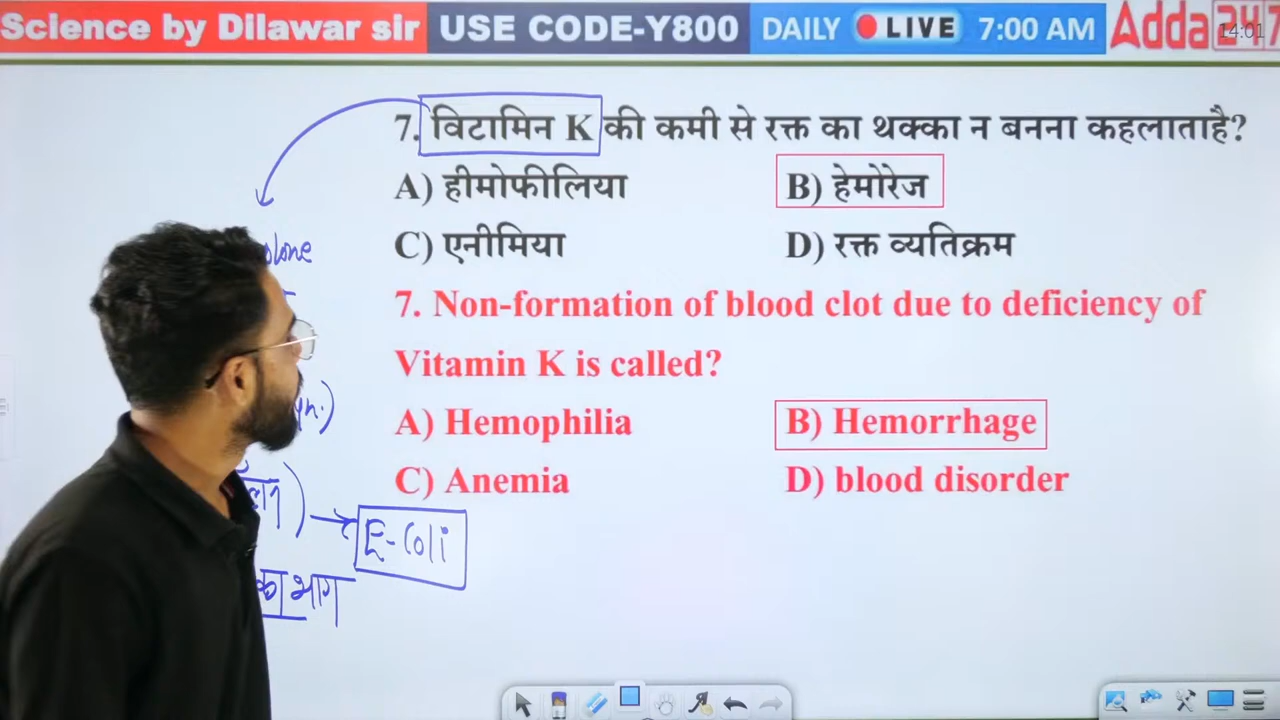 Science by Dilawar sir USE CODE-Y800 DAILY LIVE 7:00 AM Adda247
14:01
7. विटामिन K की कमी से रक्त का थक्का न बनना कहलाताहै?
A) हीमोफीलिया B) हेमोरेज
C) एनीमिया D) रक्त व्यतिक्रम
7. Non-formation of blood clot due to deficiency of
Vitamin K is called?
A) Hemophilia B) Hemorrhage
C) Anemia D) blood disorder
E-Coli
का भाग